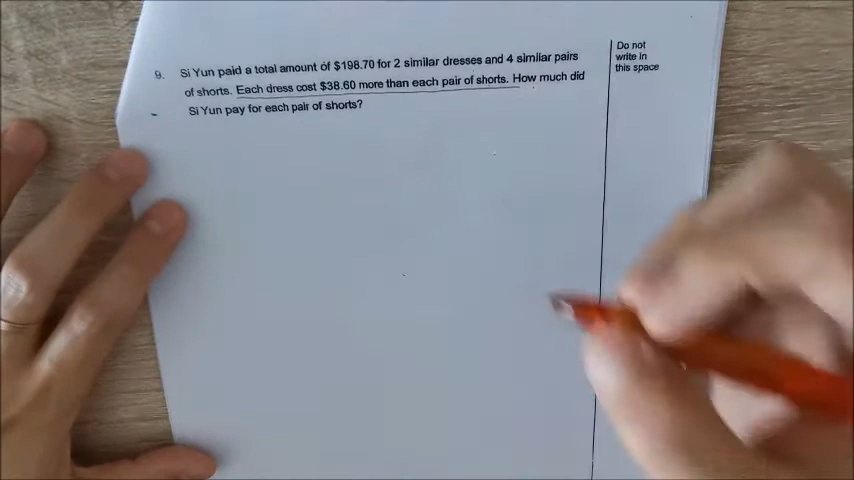 9. Si Yun paid a total amount of $198.70 for 2 similar dresses and 4 similar pairs
of shorts. Each dress cost $38.60 more than each pair of shorts. How much did
Si Yun pay for each pair of shorts?
Do not
write in
this space